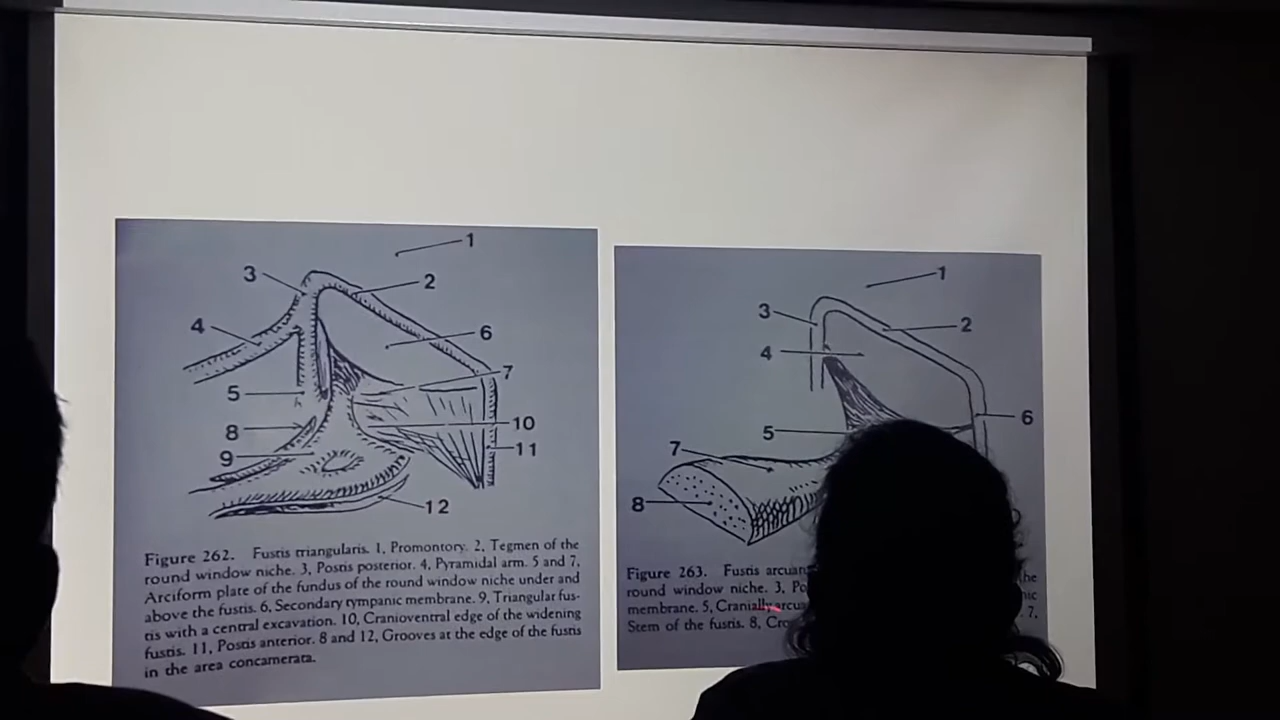 1
3
2
4
6
5
7
8
10
9
11
12
Figure 262. Fustis triangularis. 1, Promontory. 2, Tegmen of the
round window niche. 3, Postis posterior. 4, Pyramidal arm. 5 and 7,
Arciform plate of the fundus of the round window niche under and
above the fustis. 6, Secondary tympanic membrane. 9, Triangular fus-
tis with a central excavation. 10, Cranioventral edge of the widening
fustis. 11, Postis anterior. 8 and 12, Grooves at the edge of the fustis
in the area concamerata.
1
3
2
4
6
5
7
8
Figure 263. Fustis
round window niche. 3,
membrane. 5, Cranially
7,
Stem of the fustis. 8,